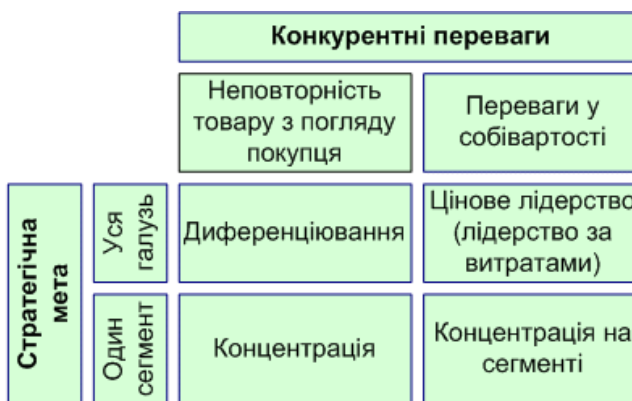 Конкурентні переваги
Неповторність
товару з погляду
покупця
Переваги у
собівартості
Стратегічна
мета
Уся
галузь
Диференціювання
Цінове лідерство
(лідерство за
витратами)
Один
сегмент
Концентрація
Концентрація на
сегменті